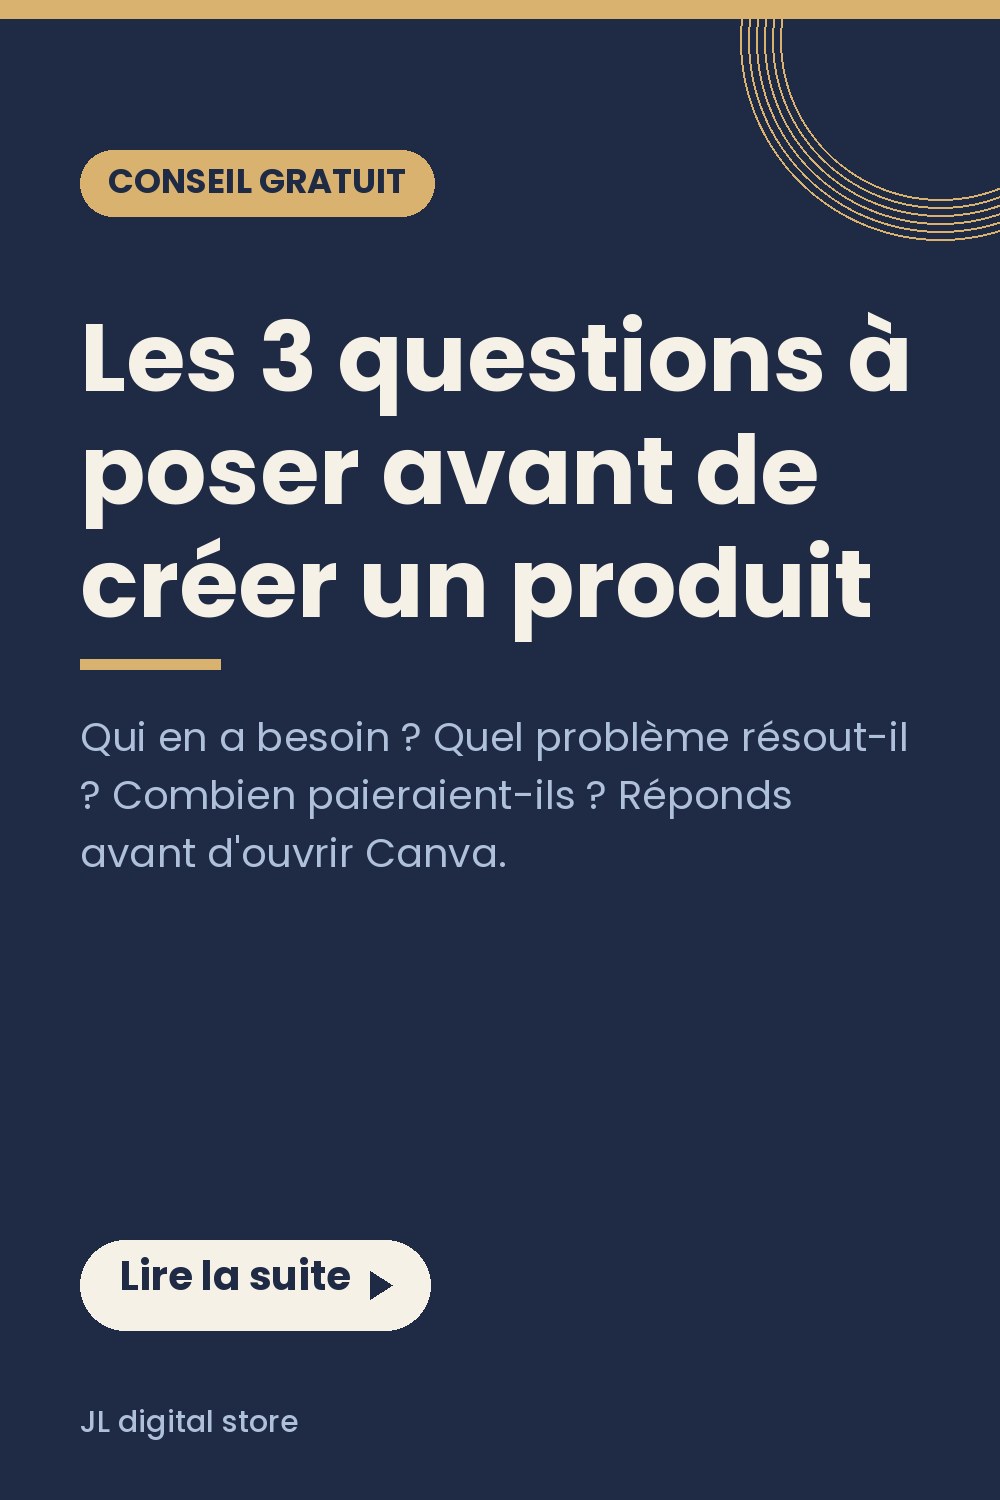 CONSEIL GRATUIT
Les 3 questions à
poser avant de
créer un produit
Qui en a besoin ? Quel problème résout-il
? Combien paieraient-ils ? Réponds
avant d'ouvrir Canva.
Lire la suite
JL digital store